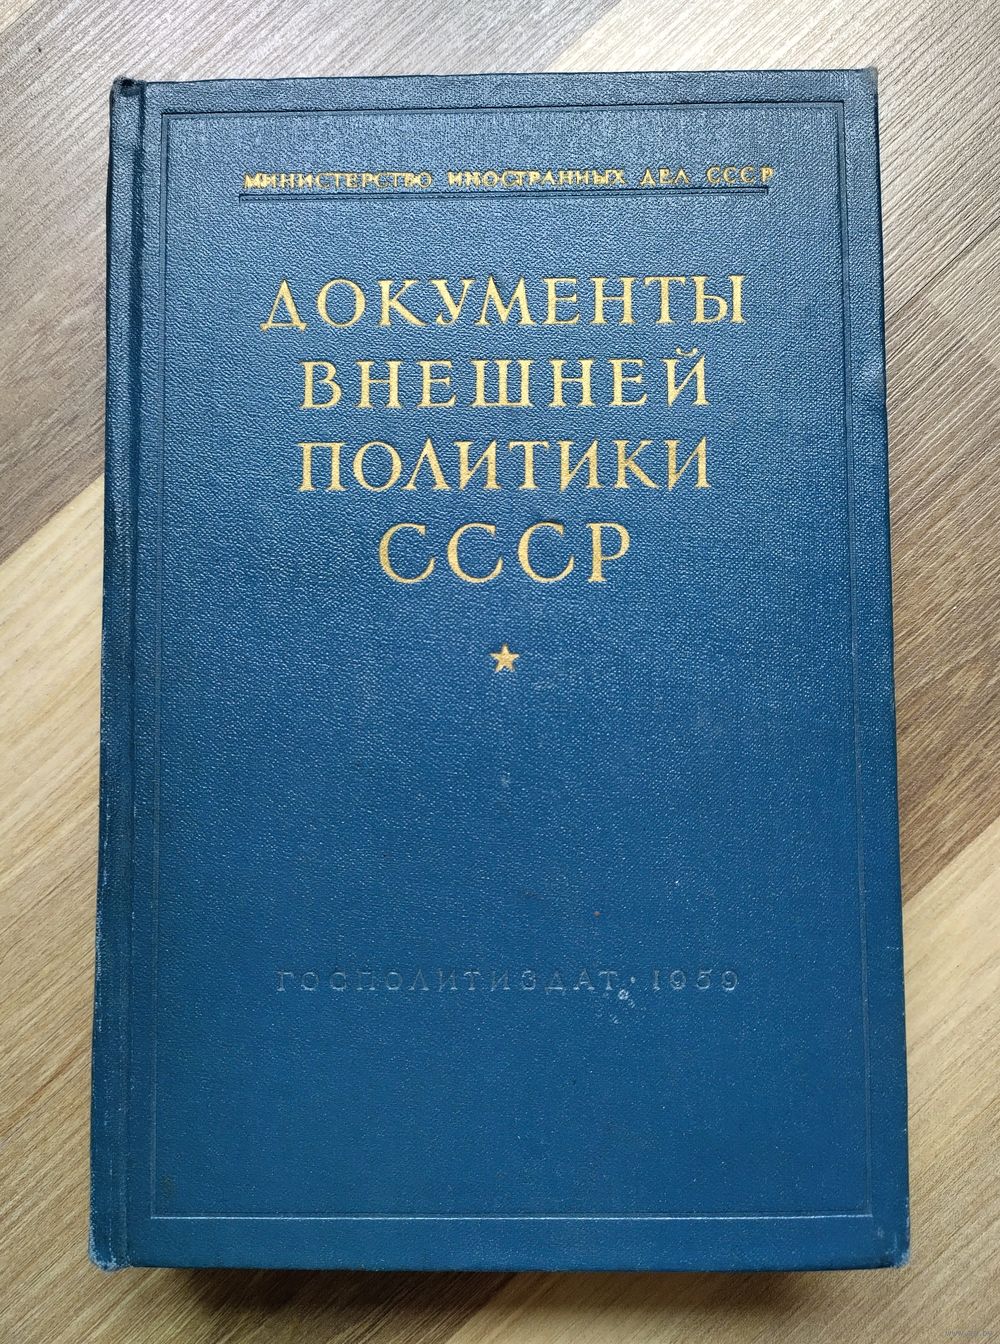 МИНИСТЕРСТВО ИНОСТРАННЫХ ДЕЛ СССР
ДОКУМЕНТЫ
ВНЕШНЕЙ
ПОЛИТИКИ
СССР
ГОСПОЛИТИЗДАТ · 1959